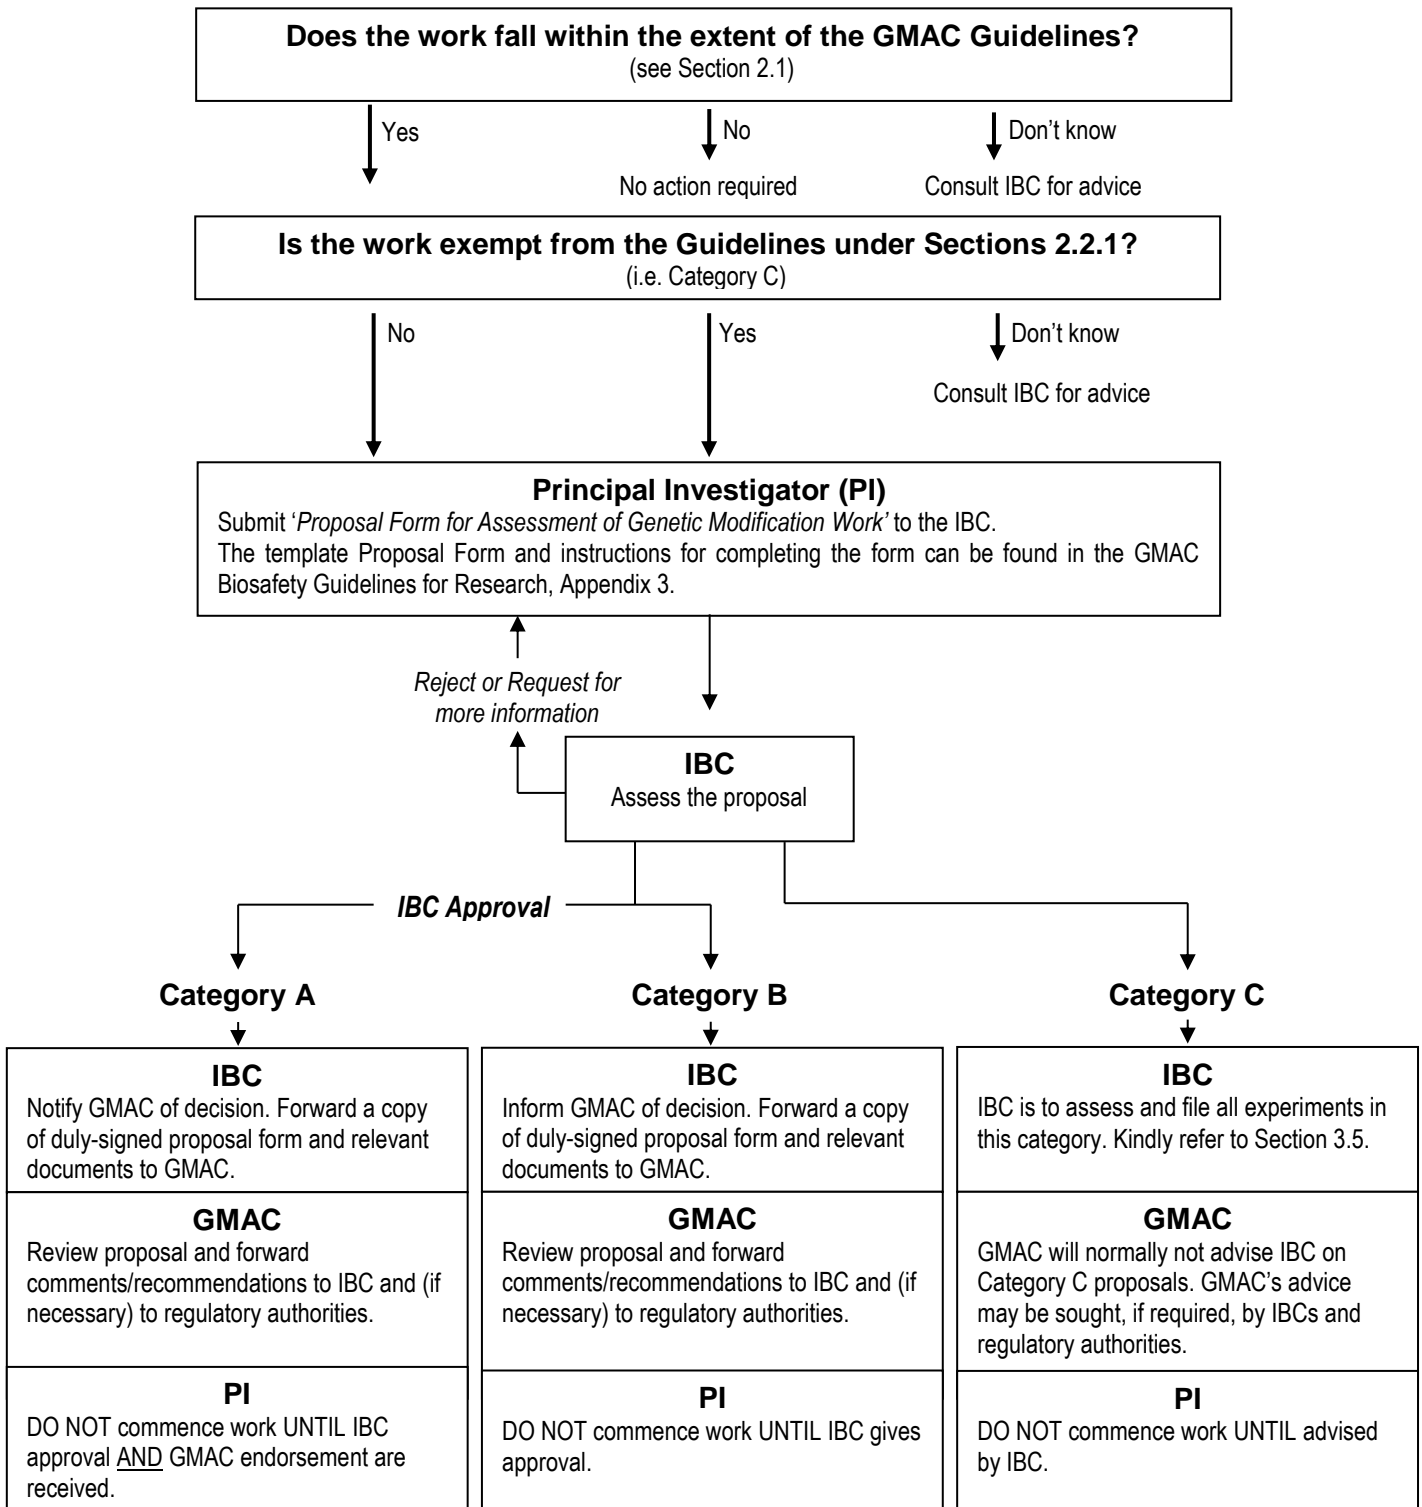 Does the work fall within the extent of the GMAC Guidelines?
(see Section 2.1)
Yes
No
Don't know
No action required
Consult IBC for advice
Is the work exempt from the Guidelines under Sections 2.2.1?
(i.e. Category C)
No
Yes
Don't know
Consult IBC for advice
Principal Investigator (PI)
Submit ‘Proposal Form for Assessment of Genetic Modification Work’ to the IBC.
The template Proposal Form and instructions for completing the form can be found in the GMAC
Biosafety Guidelines for Research, Appendix 3.
Reject or Request for
more information
IBC
Assess the proposal
IBC Approval
Category A
Category B
Category C
IBC
Notify GMAC of decision. Forward a copy
of duly-signed proposal form and relevant
documents to GMAC.
GMAC
Review proposal and forward
comments/recommendations to IBC and (if
necessary) to regulatory authorities.
PI
DO NOT commence work UNTIL IBC
approval AND GMAC endorsement are
received.
IBC
Inform GMAC of decision. Forward a copy
of duly-signed proposal form and relevant
documents to GMAC.
GMAC
Review proposal and forward
comments/recommendations to IBC and (if
necessary) to regulatory authorities.
PI
DO NOT commence work UNTIL IBC gives
approval.
IBC
IBC is to assess and file all experiments in
this category. Kindly refer to Section 3.5.
GMAC
GMAC will normally not advise IBC on
Category C proposals. GMAC’s advice
may be sought, if required, by IBCs and
regulatory authorities.
PI
DO NOT commence work UNTIL advised
by IBC.